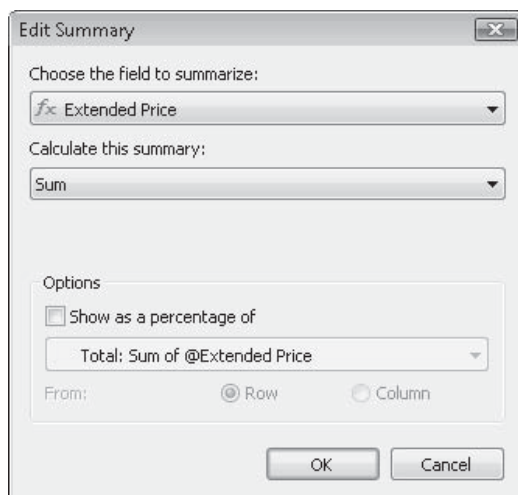 Edit Summary
Choose the field to summarize:
fx Extended Price
Calculate this summary:
Sum
Options
Show as a percentage of
Total: Sum of @Extended Price
From: Row Column
OK Cancel